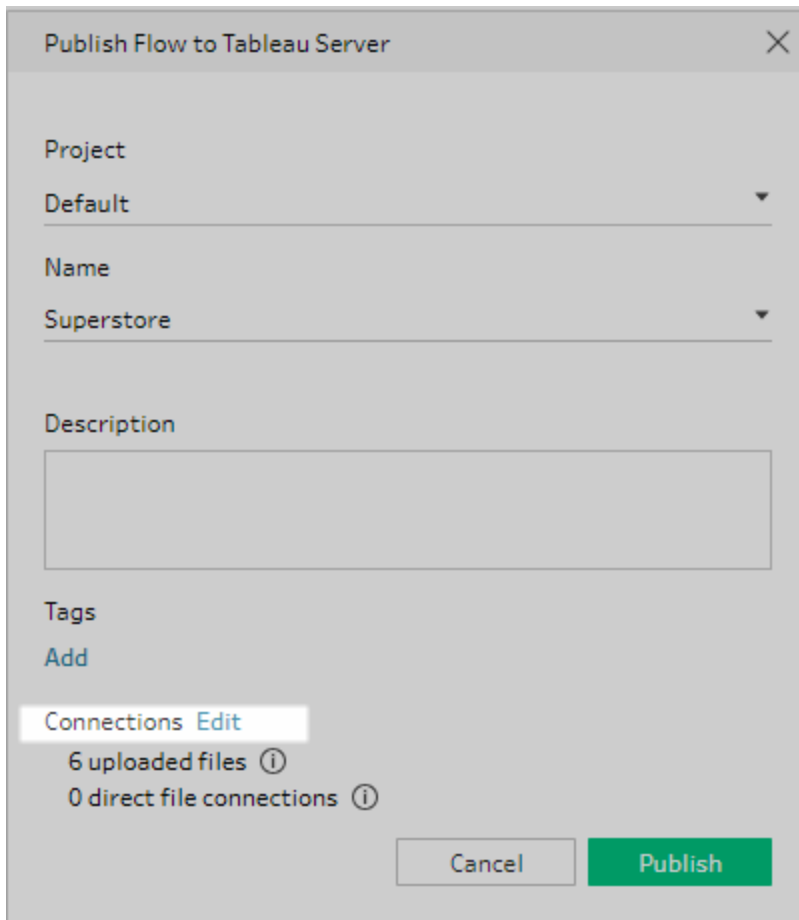 Publish Flow to Tableau Server
Project
Default
Name
Superstore
Description
Tags
Add
Connections Edit
6 uploaded files
0 direct file connections
Cancel Publish